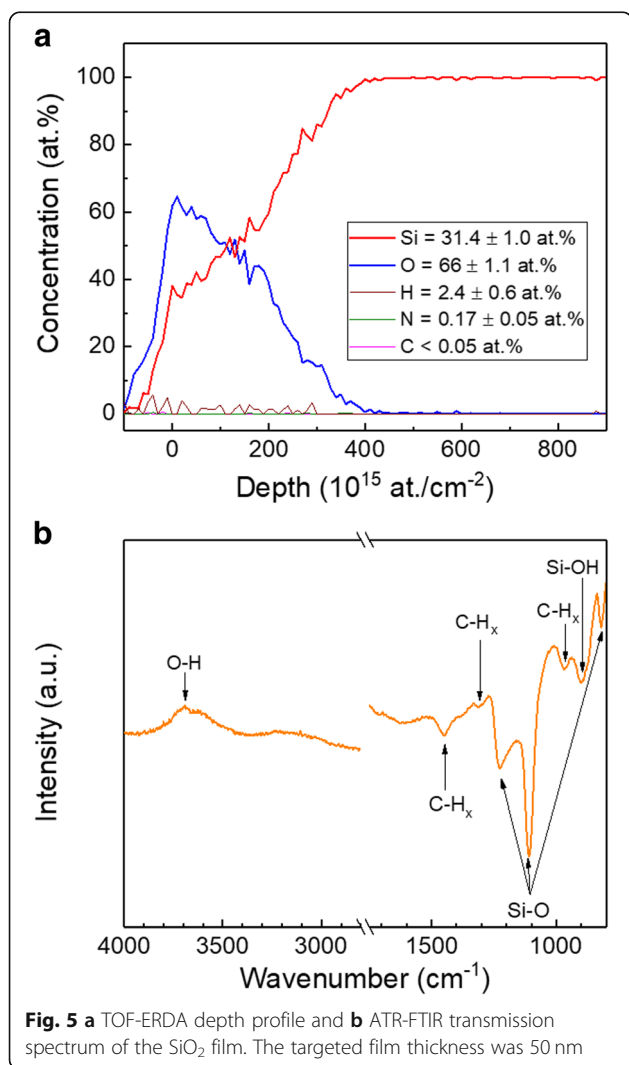 a
Concentration (at.%)
100
80
60
40
20
0
Si = 31.4 ± 1.0 at.%
O = 66 ± 1.1 at.%
H = 2.4 ± 0.6 at.%
N = 0.17 ± 0.05 at.%
C < 0.05 at.%
0 200 400 600 800
Depth (10¹⁵ at./cm⁻²)
b
Intensity (a.u.)
O-H
C-Hₓ
C-Hₓ
Si-OH
C-Hₓ
Si-O
4000 3500 3000 1500 1000
Wavenumber (cm⁻¹)
Fig. 5 a TOF-ERDA depth profile and b ATR-FTIR transmission
spectrum of the SiO₂ film. The targeted film thickness was 50 nm